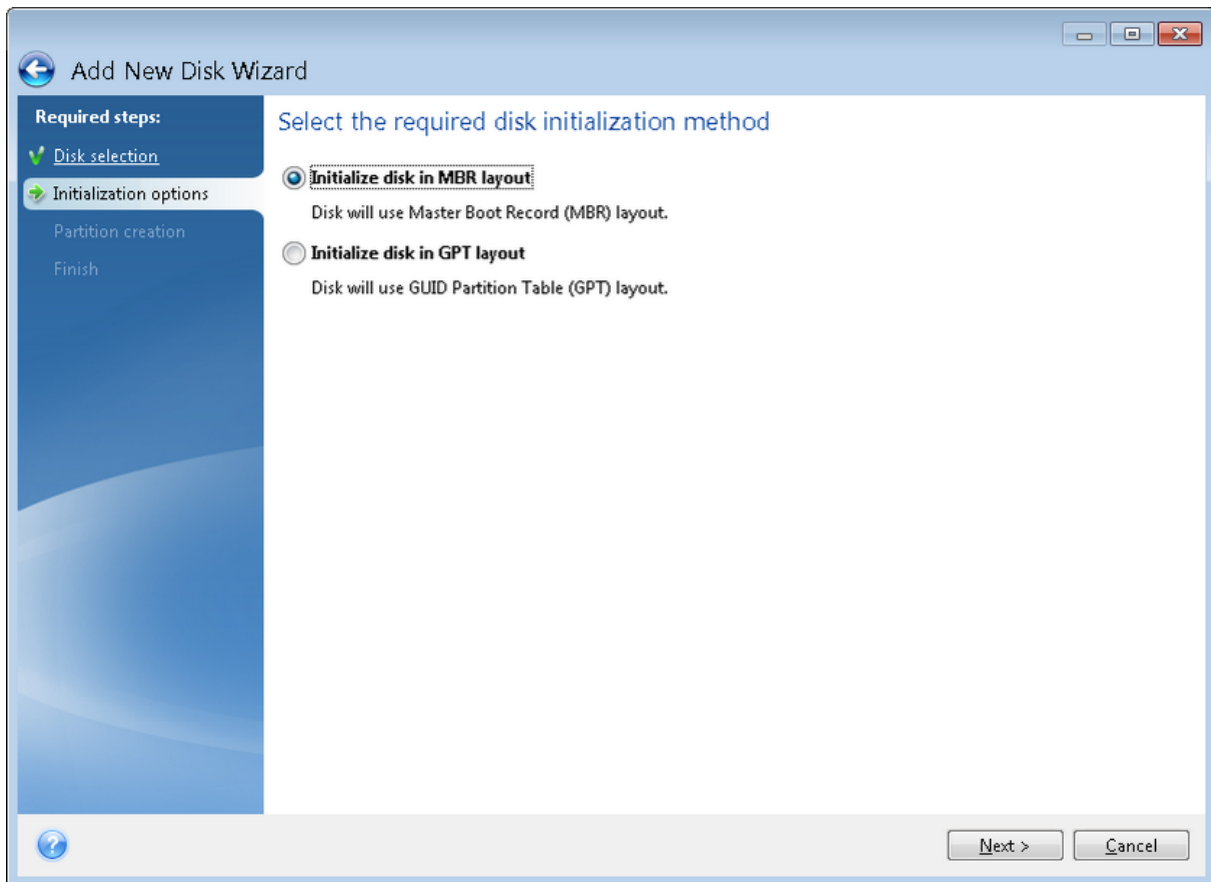 Add New Disk Wizard
Required steps:
Disk selection
Initialization options
Partition creation
Finish
Select the required disk initialization method
Initialize disk in MBR layout
Disk will use Master Boot Record (MBR) layout.
Initialize disk in GPT layout
Disk will use GUID Partition Table (GPT) layout.
?
Next >
Cancel